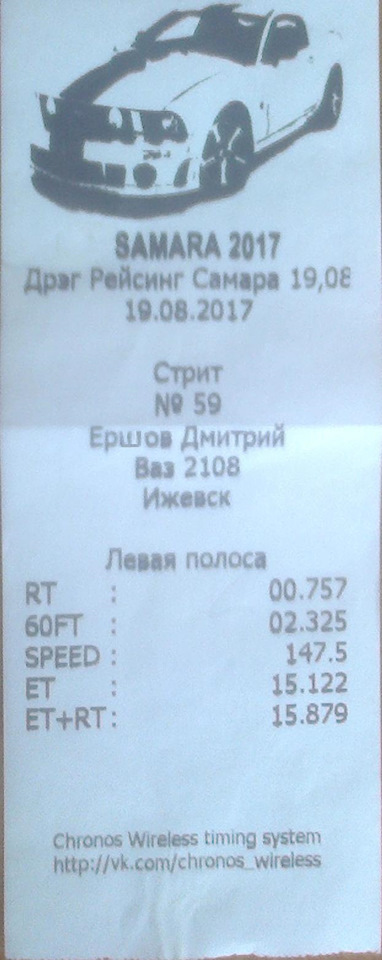 SAMARA 2017
Дрэг Рейсинг Самара 19,08
19.08.2017
Стрит
№ 59
Ершов Дмитрий
Ваз 2108
Ижевск
Левая полоса
RT : 00.757
60FT : 02.325
SPEED : 147.5
ET : 15.122
ET+RT : 15.879
Chronos Wireless timing system
http://vk.com/chronos_wireless